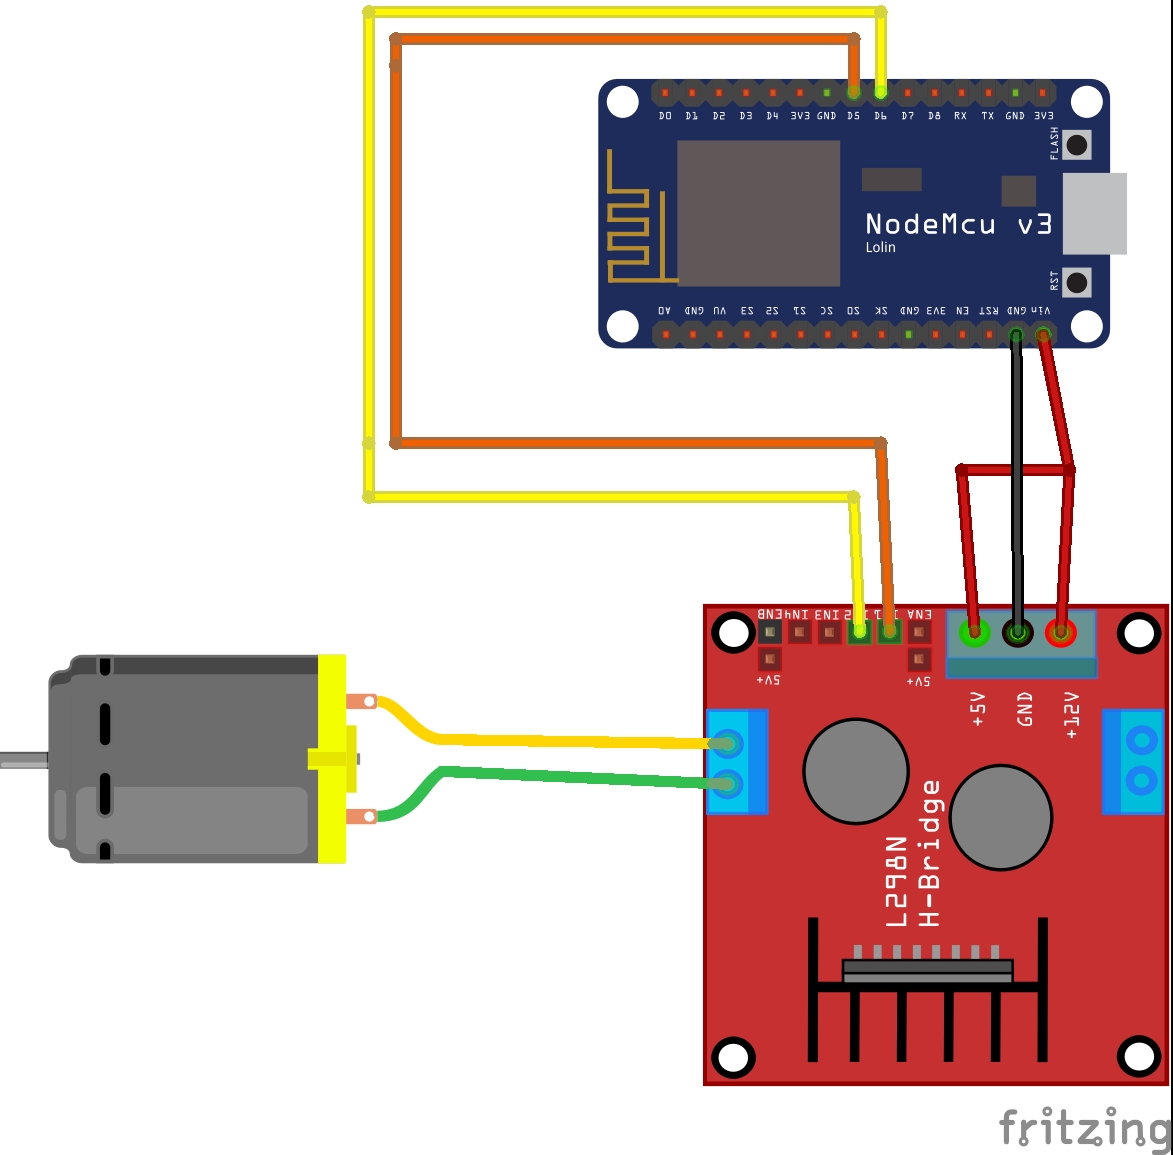 D0 D1 D2 D3 D4 3V3 GND D5 D6 D7 D8 RX TX GND 3V3
FLASH
NodeMcu v3
Lolin
RST
A0 GND VU S3 S2 S1 SC S0 SK GND 3V3 EN RST GND Vin
ENB IN4 IN3 ENA
+5V +5V
+5V GND +12V
L298N
H-Bridge
fritzing